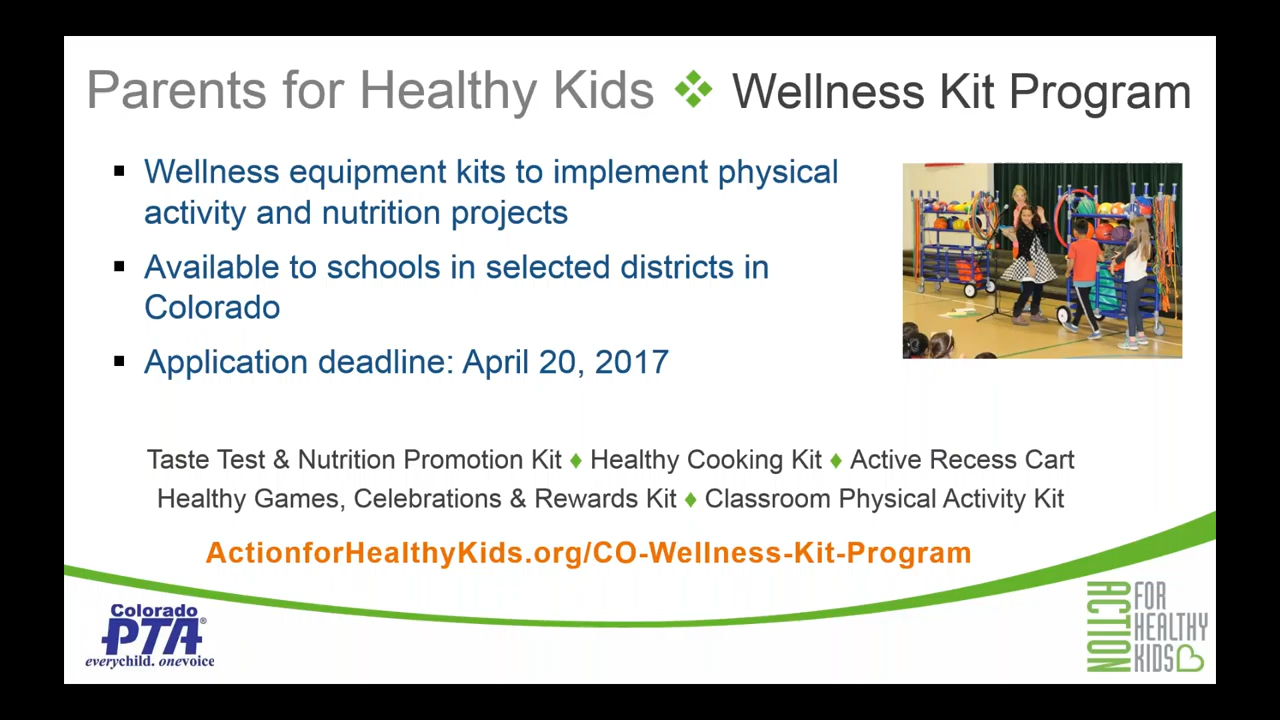 Parents for Healthy Kids ❖ Wellness Kit Program
▪ Wellness equipment kits to implement physical
activity and nutrition projects
▪ Available to schools in selected districts in
Colorado
▪ Application deadline: April 20, 2017
Taste Test & Nutrition Promotion Kit ♦ Healthy Cooking Kit ♦ Active Recess Cart
Healthy Games, Celebrations & Rewards Kit ♦ Classroom Physical Activity Kit
ActionforHealthyKids.org/CO-Wellness-Kit-Program
Colorado
PTA®
everychild. onevoice
ACTION
FOR
HEALTHY
KIDS